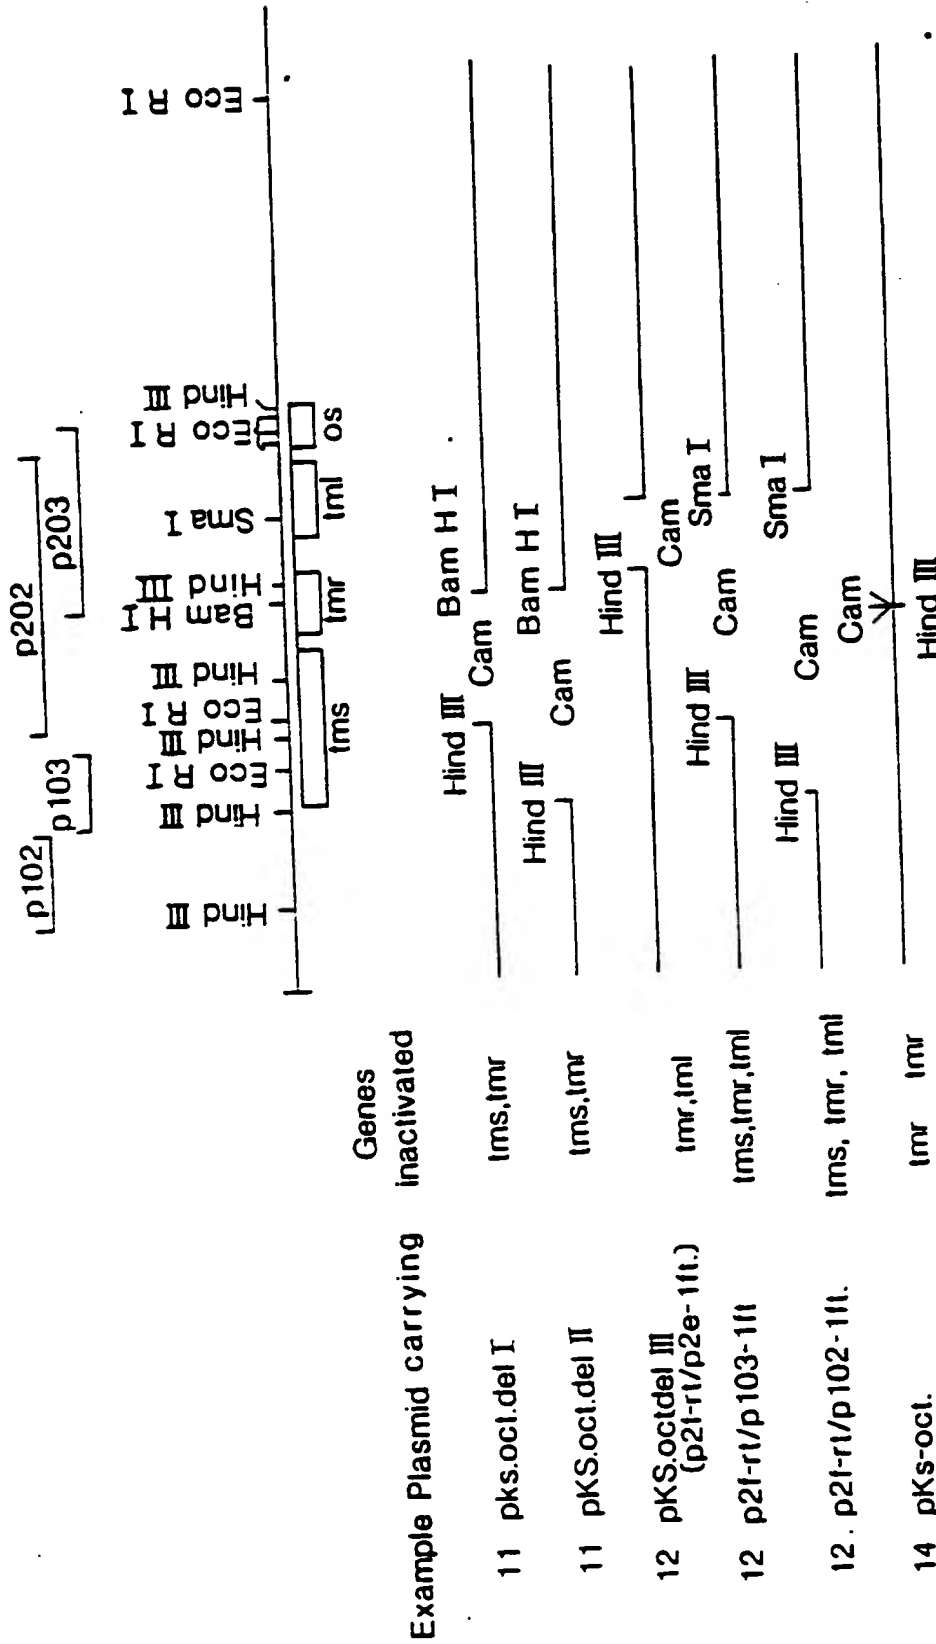 p102
p103
p202
p203
Hind III
Hind III
Eco R I
Hind III
Eco R I
Hind III
Bam H I
Hind III
Sma I
Eco R I
Hind III
Eco R I
tms
tmr
tml
os
Example Plasmid carrying
Genes
inactivated
11 pks.oct.del I
tms,tmr
Hind III
Cam
Bam H I
11 pKS.oct.del II
tms,tmr
Hind III
Cam
Bam H I
12 pKS.octdel III
(p2f-rt/p2e-1ft.)
tmr,tml
Hind III
Cam
12 p2f-rt/p103-1ft
tms,tmr,tml
Hind III
Cam
Sma I
12. p2f-rt/p102-1ft.
tms, tmr, tml
Hind III
Cam
Sma I
14 pKs-oct.
tmr tmr
Cam
Hind III